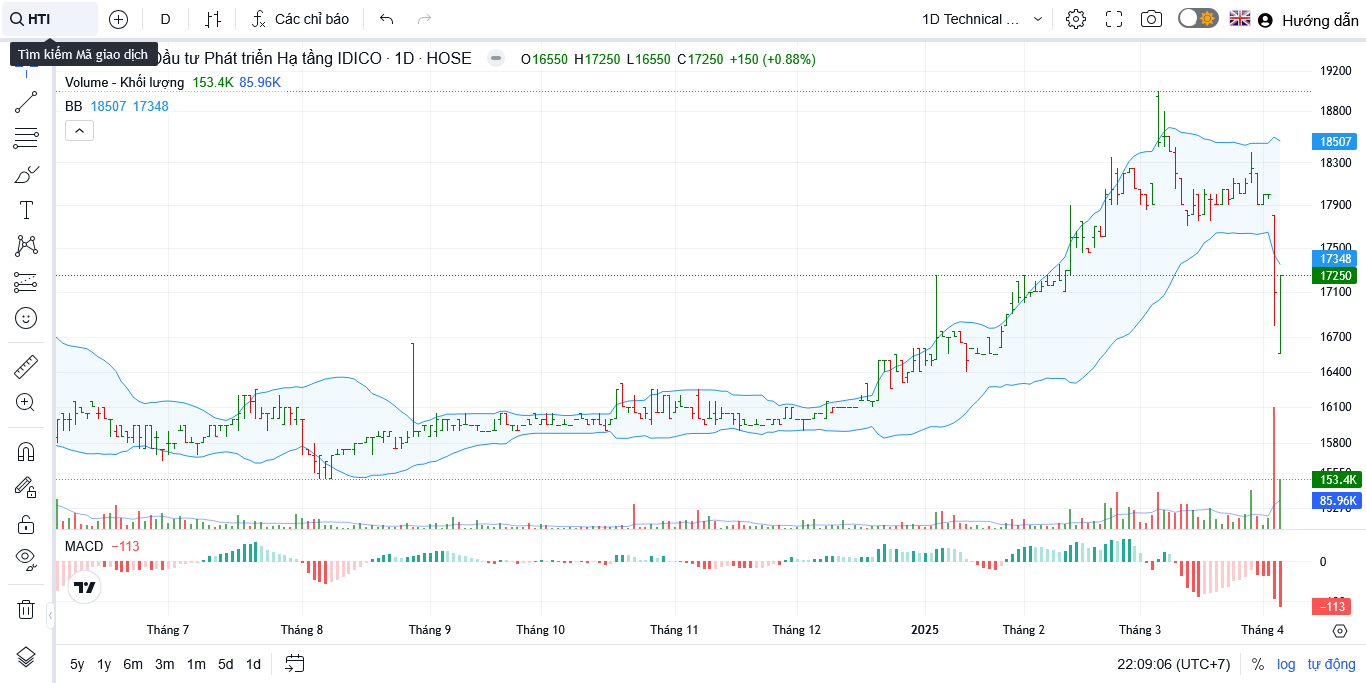 HTI D Các chỉ báo 1D Technical ... Hướng dẫn
Tìm kiếm Mã giao dịch
Đầu tư Phát triển Hạ tầng IDICO · 1D · HOSE O16550 H17250 L16550 C17250 +150 (+0.88%)
Volume - Khối lượng 153.4K 85.96K
BB 18507 17348
19200
18800
18507
18300
17900
17500
17348
17250
17100
16700
16400
16100
15800
153.4K
85.96K
MACD −113
0
−113
Tháng 7 Tháng 8 Tháng 9 Tháng 10 Tháng 11 Tháng 12 2025 Tháng 2 Tháng 3 Tháng 4
5y 1y 6m 3m 1m 5d 1d 22:09:06 (UTC+7) % log tự động